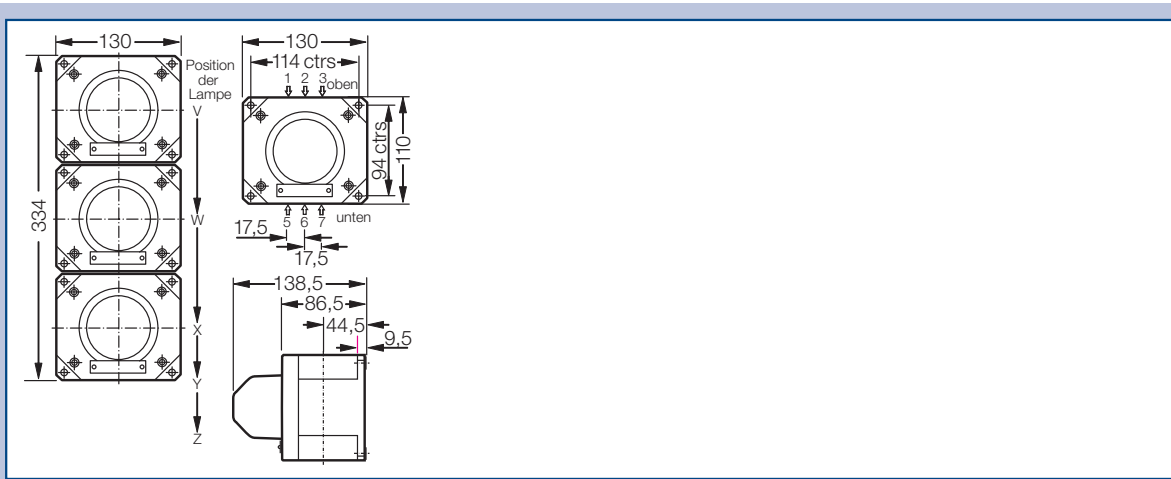 130
334
Position
der
Lampe
V
W
X
Y
Z
130
114 ctrs
1 2 3 oben
94 ctrs
110
5 6 7 unten
17,5
17,5
138,5
86,5
44,5
9,5